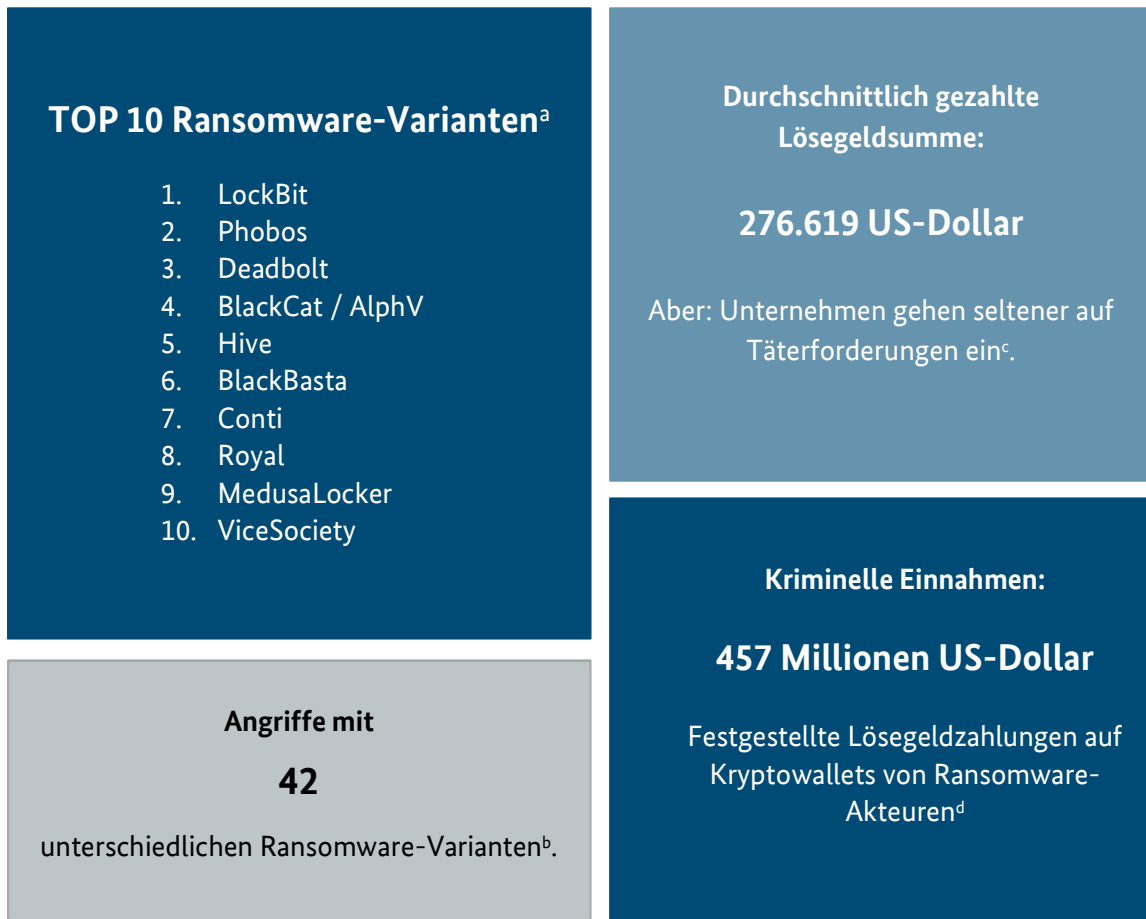 TOP 10 Ransomware-Variantenᵃ
1. LockBit
2. Phobos
3. Deadbolt
4. BlackCat / AlphV
5. Hive
6. BlackBasta
7. Conti
8. Royal
9. MedusaLocker
10. ViceSociety
Angriffe mit
42
unterschiedlichen Ransomware-Variantenᵇ.
Durchschnittlich gezahlte
Lösegeldsumme:
276.619 US-Dollar
Aber: Unternehmen gehen seltener auf
Täterforderungen einᶜ.
Kriminelle Einnahmen:
457 Millionen US-Dollar
Festgestellte Lösegeldzahlungen auf
Kryptowallets von Ransomware-
Akteurenᵈ